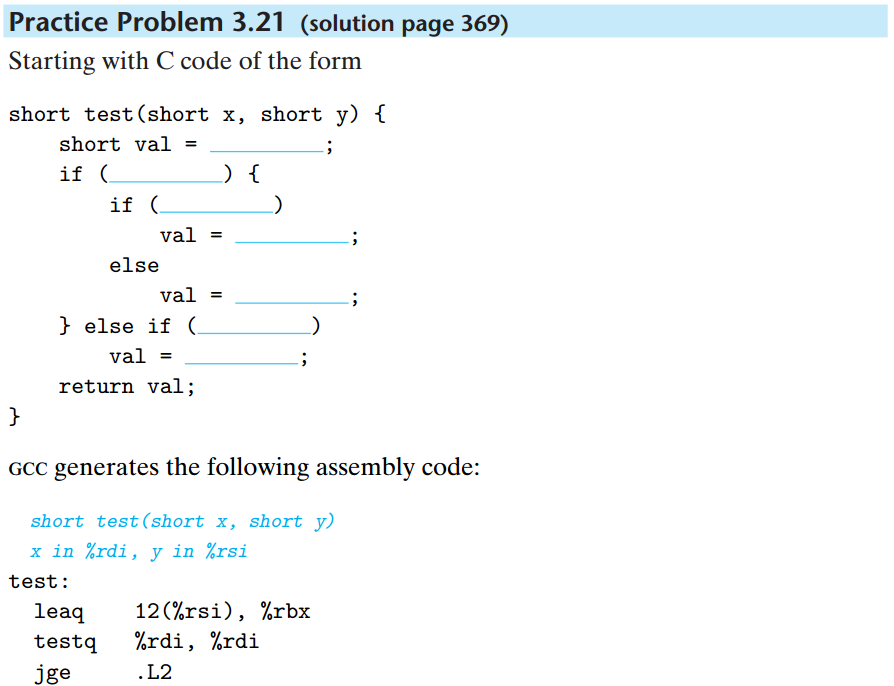 Practice Problem 3.21 (solution page 369)
Starting with C code of the form
short test(short x, short y) {
    short val = __________;
    if (__________) {
        if (__________)
            val = __________;
        else
            val = __________;
    } else if (__________)
        val = __________;
    return val;
}
GCC generates the following assembly code:
short test(short x, short y)
x in %rdi, y in %rsi
test:
  leaq    12(%rsi), %rbx
  testq   %rdi, %rdi
  jge     .L2